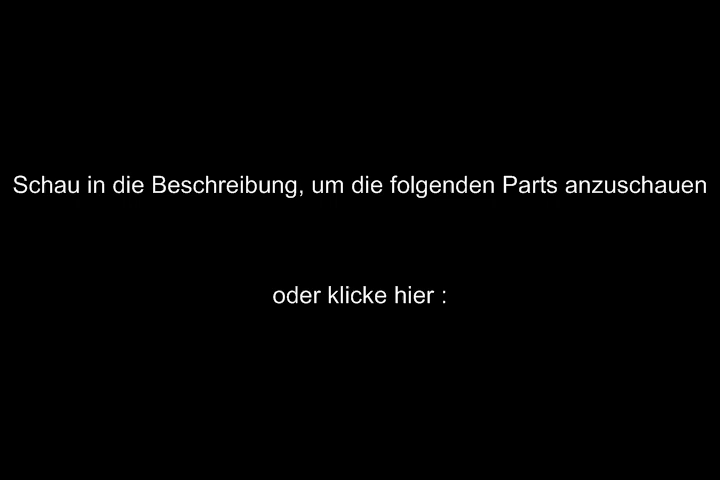 Schau in die Beschreibung, um die folgenden Parts anzuschauen
oder klicke hier :